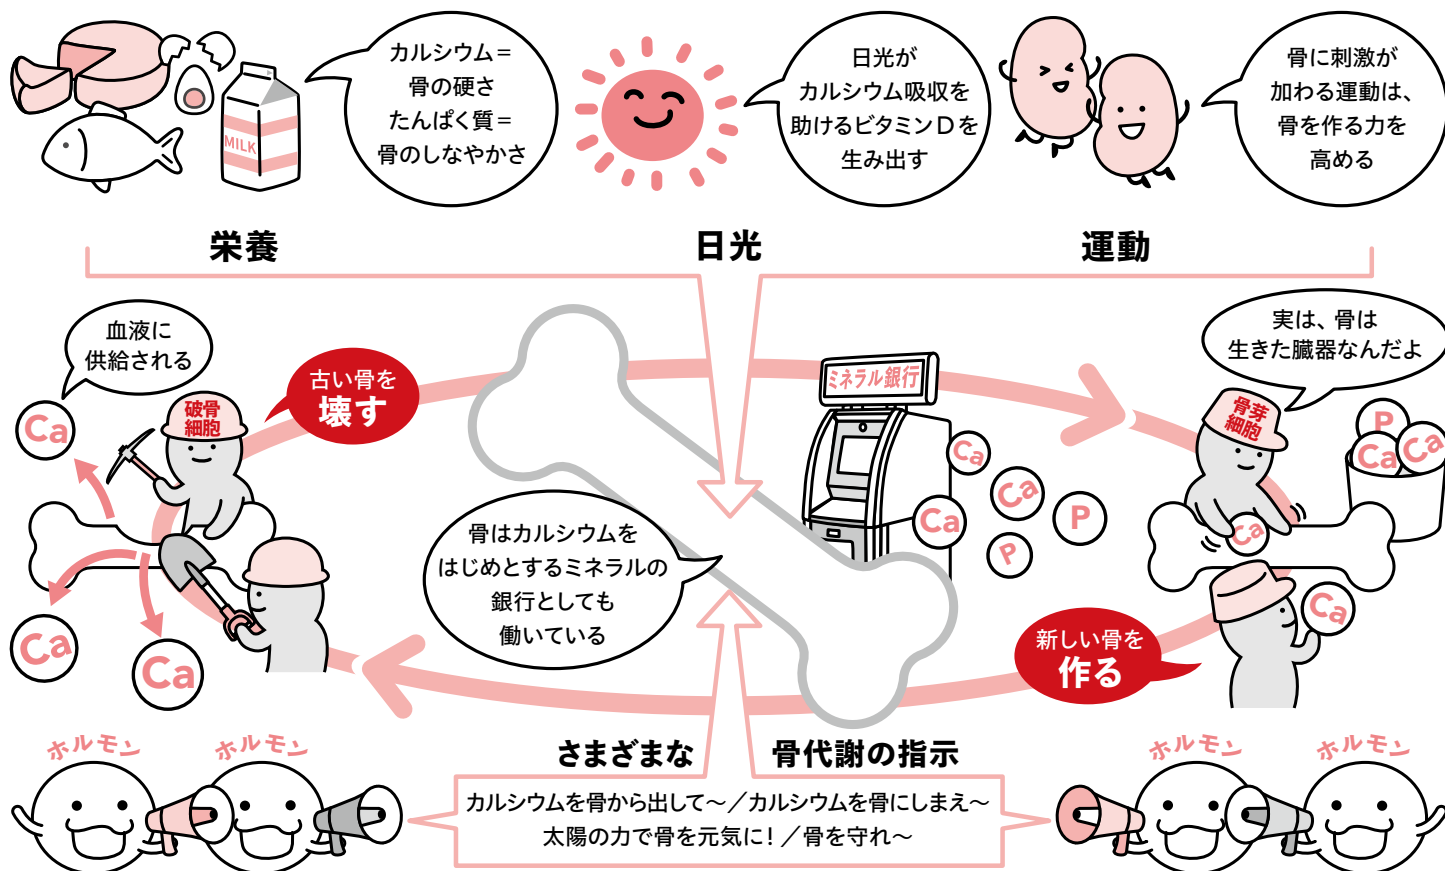 カルシウム=
骨の硬さ
たんぱく質=
骨のしなやかさ
MILK
日光が
カルシウム吸収を
助けるビタミンDを
生み出す
骨に刺激が
加わる運動は、
骨を作る力を
高める
栄養
日光
運動
血液に
供給される
Ca
破骨
細胞
古い骨を
壊す
Ca
Ca
ミネラル銀行
Ca
Ca
Ca
P
P
骨はカルシウムを
はじめとするミネラルの
銀行としても
働いている
実は、骨は
生きた臓器なんだよ
骨芽
細胞
P
Ca
Ca
Ca
Ca
新しい骨を
作る
さまざまな 骨代謝の指示
ホルモン
ホルモン
カルシウムを骨から出して〜／カルシウムを骨にしまえ〜
太陽の力で骨を元気に！／骨を守れ〜
ホルモン
ホルモン